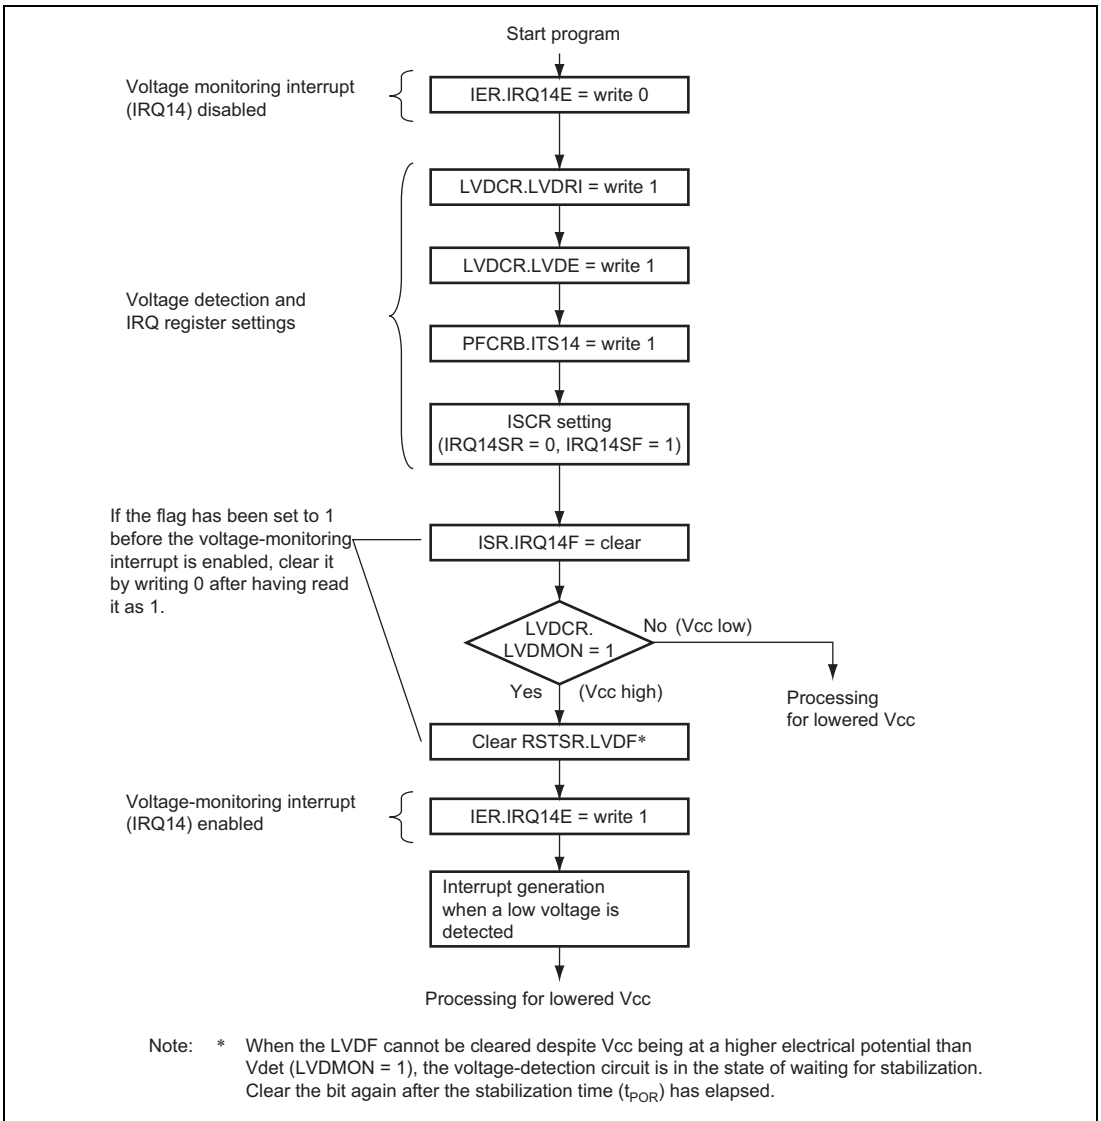 Start program
Voltage monitoring interrupt
(IRQ14) disabled
IER.IRQ14E = write 0
LVDCR.LVDRI = write 1
LVDCR.LVDE = write 1
Voltage detection and
IRQ register settings
PFCRB.ITS14 = write 1
ISCR setting
(IRQ14SR = 0, IRQ14SF = 1)
If the flag has been set to 1
before the voltage-monitoring
interrupt is enabled, clear it
by writing 0 after having read
it as 1.
ISR.IRQ14F = clear
LVDCR.
LVDMON = 1
No (Vcc low)
Yes (Vcc high)
Processing
for lowered Vcc
Clear RSTSR.LVDF*
Voltage-monitoring interrupt
(IRQ14) enabled
IER.IRQ14E = write 1
Interrupt generation
when a low voltage is
detected
Processing for lowered Vcc
Note: * When the LVDF cannot be cleared despite Vcc being at a higher electrical potential than
Vdet (LVDMON = 1), the voltage-detection circuit is in the state of waiting for stabilization.
Clear the bit again after the stabilization time (tPOR) has elapsed.